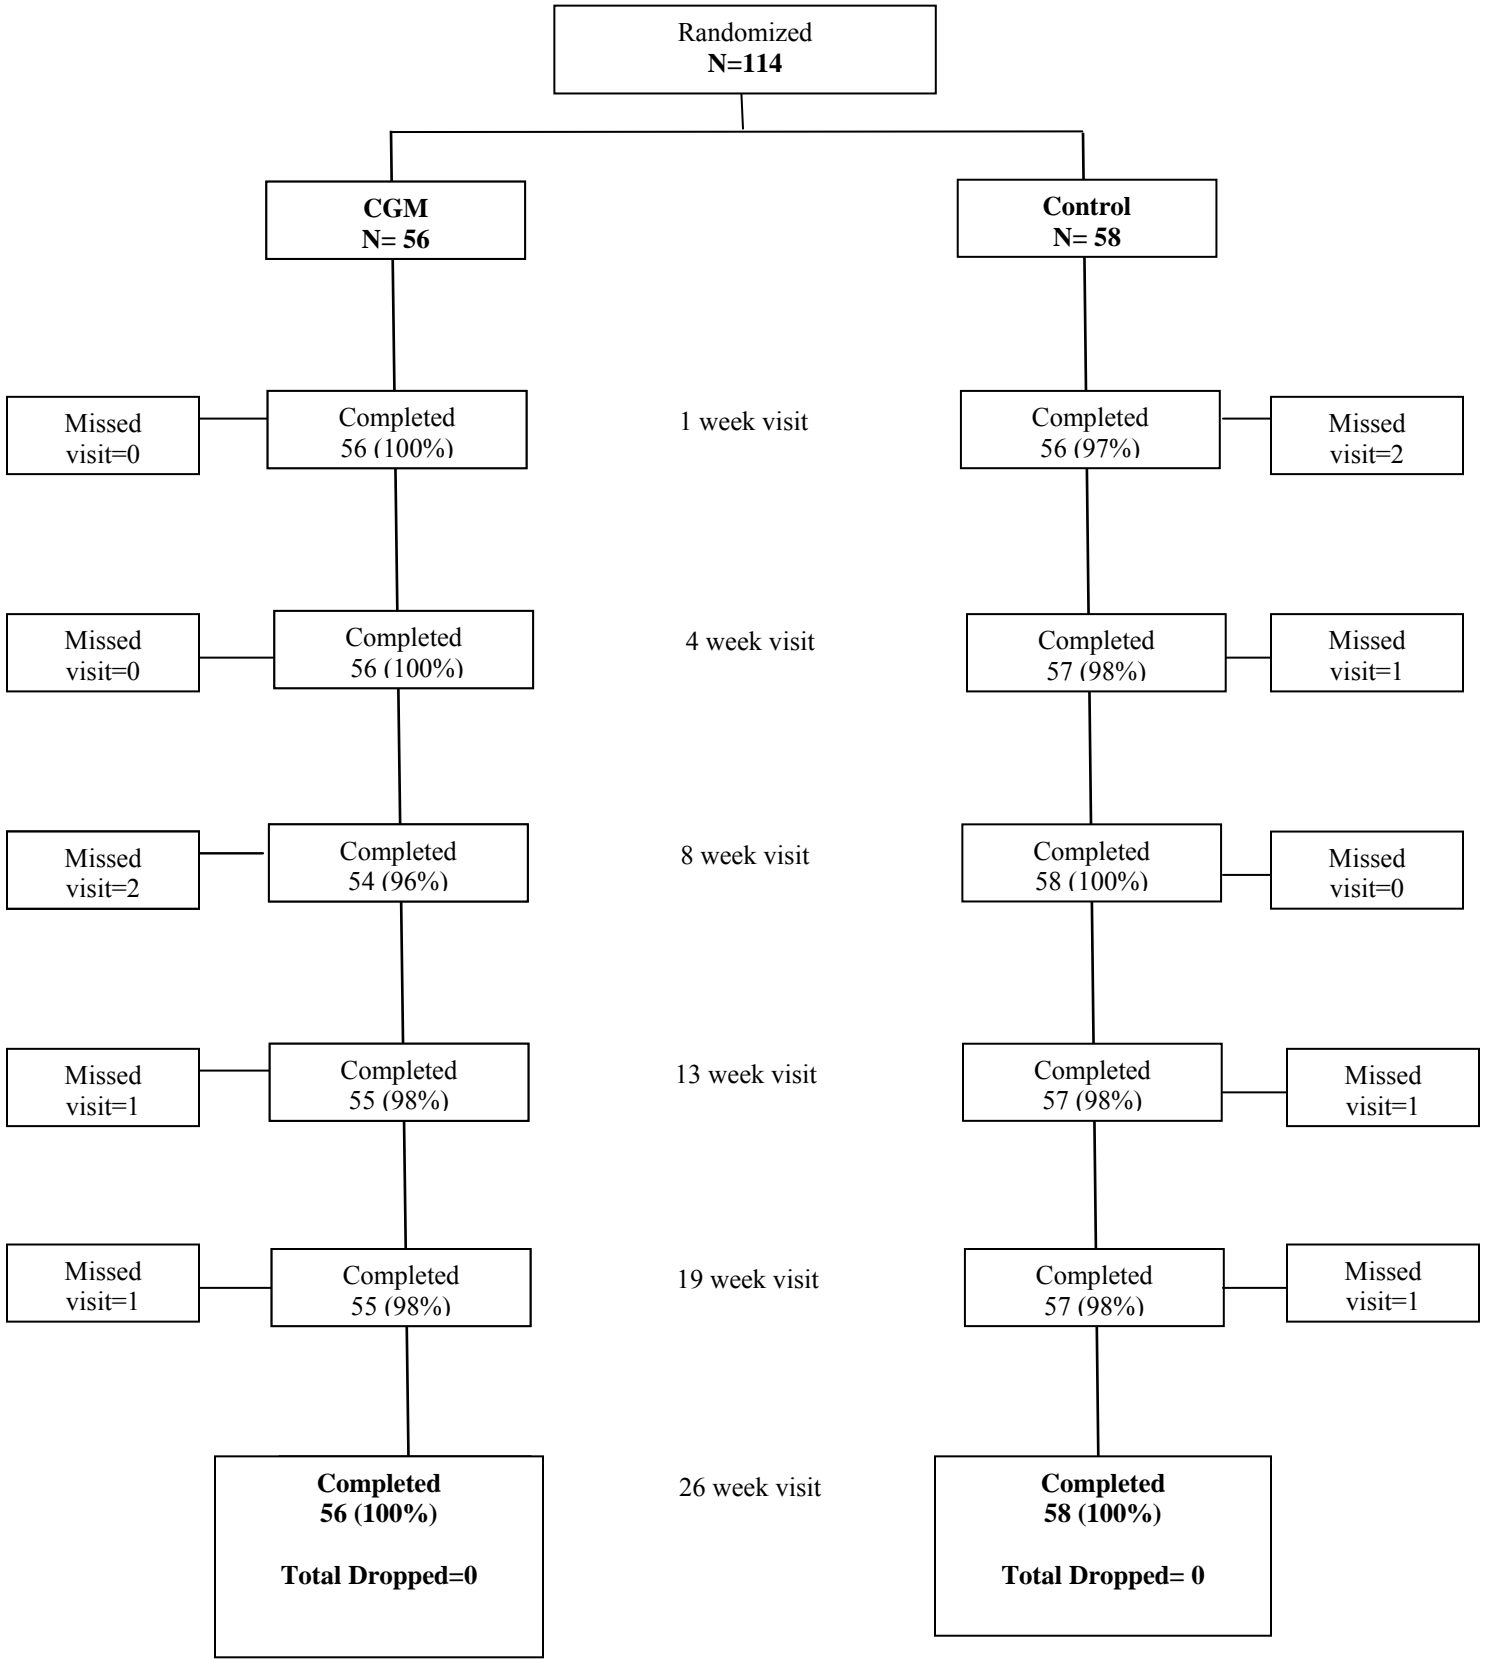 Randomized
N=114
CGM
N= 56
Control
N= 58
Missed
visit=0
Completed
56 (100%)
1 week visit
Completed
56 (97%)
Missed
visit=2
Missed
visit=0
Completed
56 (100%)
4 week visit
Completed
57 (98%)
Missed
visit=1
Missed
visit=2
Completed
54 (96%)
8 week visit
Completed
58 (100%)
Missed
visit=0
Missed
visit=1
Completed
55 (98%)
13 week visit
Completed
57 (98%)
Missed
visit=1
Missed
visit=1
Completed
55 (98%)
19 week visit
Completed
57 (98%)
Missed
visit=1
Completed
56 (100%)
Total Dropped=0
26 week visit
Completed
58 (100%)
Total Dropped= 0